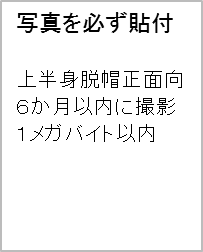 写真を必ず貼付
上半身脱帽正面向
６か月以内に撮影
１メガバイト以内